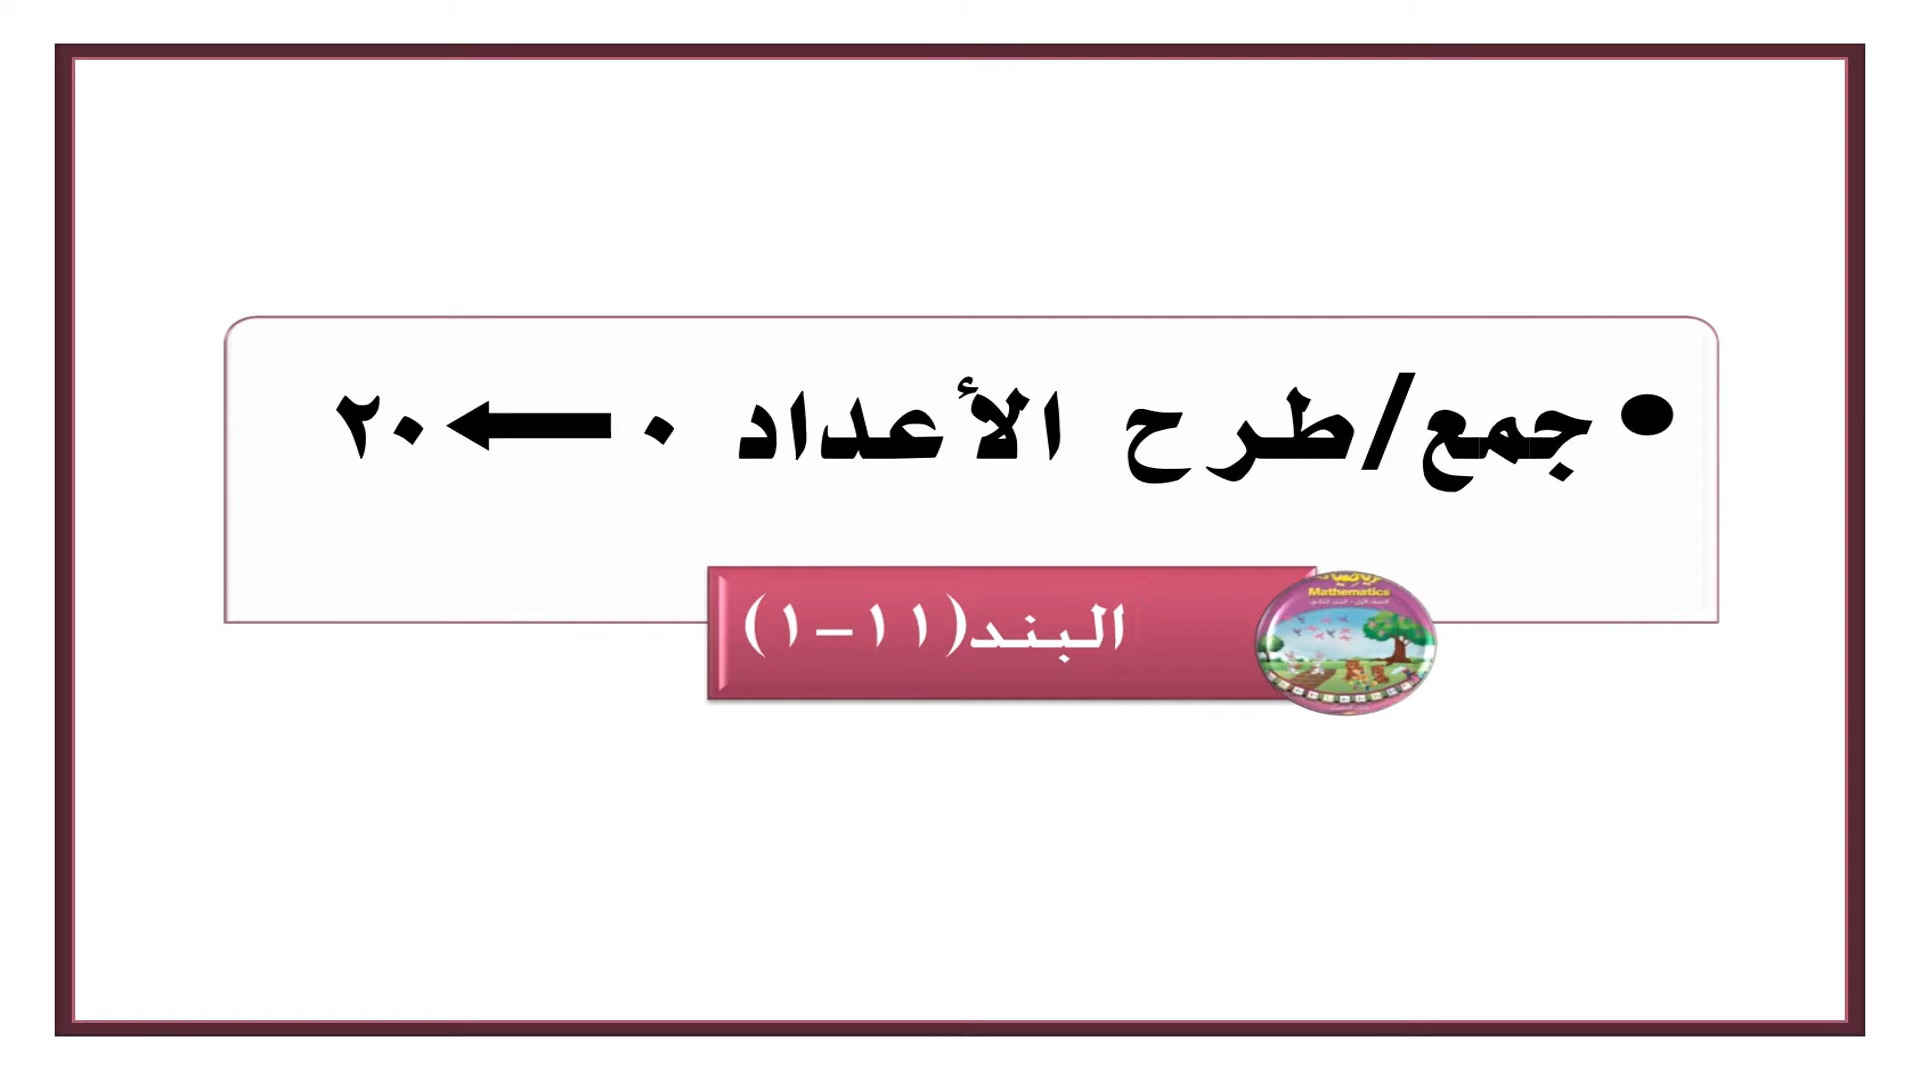 • جمع/طرح الأعداد ٠ ← ٢٠
البند(١١-١)
Mathematics